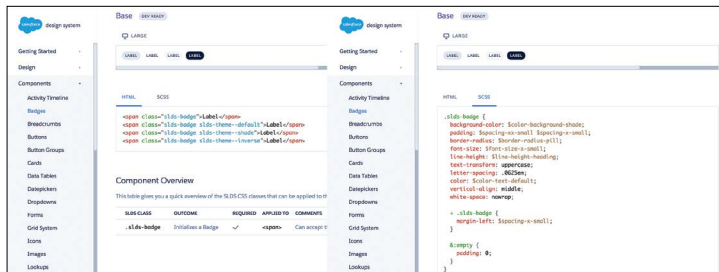 salesforce design system
Getting Started
Design
Components
Activity Timeline
Badges
Breadcrumbs
Buttons
Button Groups
Cards
Data Tables
Datepickers
Dropdowns
Forms
Grid System
Icons
Images
Lookups
Base DEV READY
LARGE
LABEL LABEL LABEL LABEL
HTML SCSS
<span class="slds-badge">Label</span>
<span class="slds-badge slds-theme--default">Label</span>
<span class="slds-badge slds-theme--shade">Label</span>
<span class="slds-badge slds-theme--inverse">Label</span>
Component Overview
This table gives you a quick overview of the SLDS CSS classes that can be applied to th
SLDS CLASS OUTCOME REQUIRED APPLIED TO COMMENTS
.slds-badge Initializes a Badge ✓ <span> Can accept t
salesforce design system
Getting Started
Design
Components
Activity Timeline
Badges
Breadcrumbs
Buttons
Button Groups
Cards
Data Tables
Datepickers
Dropdowns
Forms
Grid System
Icons
Images
Lookups
Base DEV READY
LARGE
LABEL LABEL LABEL LABEL
HTML SCSS
.slds-badge {
background-color: $color-background-shade;
padding: $spacing-xx-small $spacing-x-small;
border-radius: $border-radius-pill;
font-size: $font-size-x-small;
line-height: $line-height-heading;
text-transform: uppercase;
letter-spacing: .0625em;
color: $color-text-default;
vertical-align: middle;
white-space: nowrap;
+ .slds-badge {
margin-left: $spacing-x-small;
}
&:empty {
padding: 0;
}
}